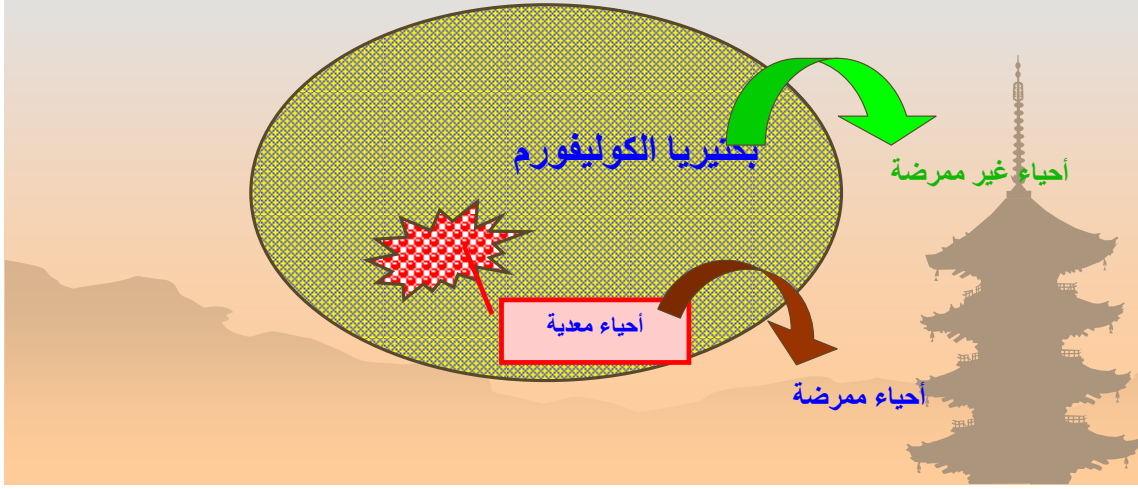 بكتيريا الكوليفورم
أحياء غير ممرضة
أحياء معدية
أحياء ممرضة